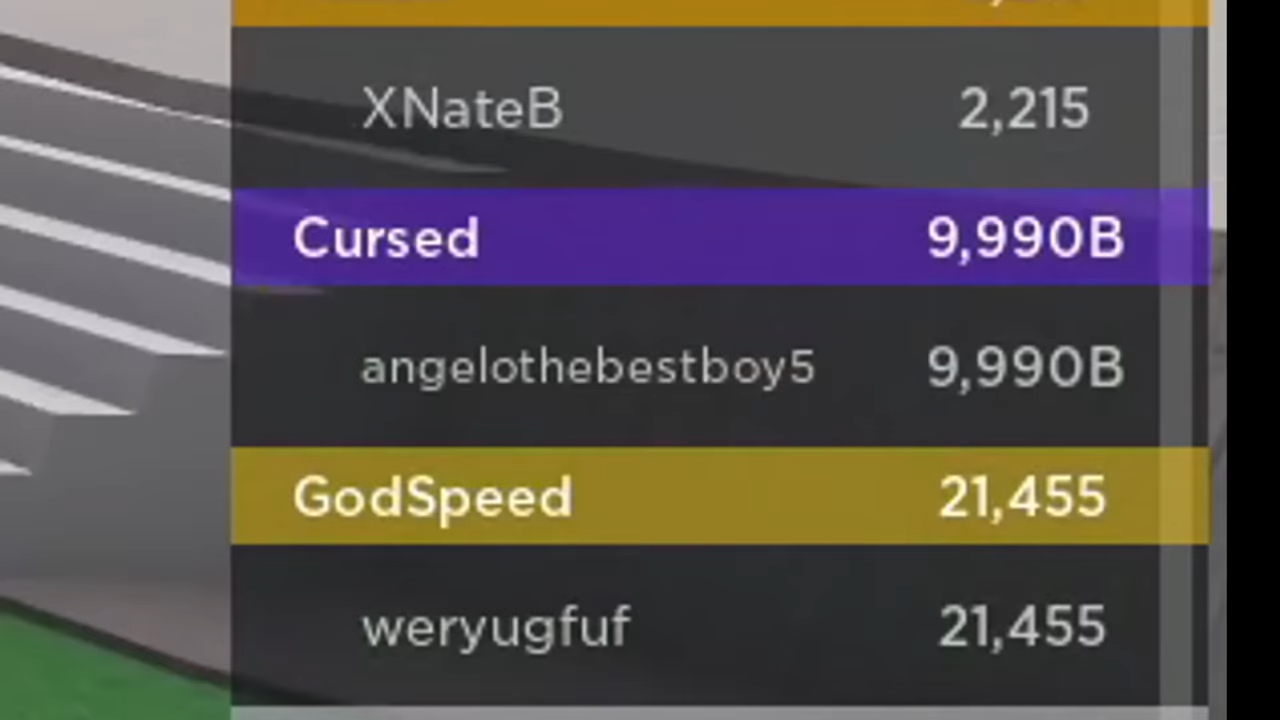 XNateB 2,215
Cursed 9,990B
angelothebestboy5 9,990B
GodSpeed 21,455
weryugfuf 21,455